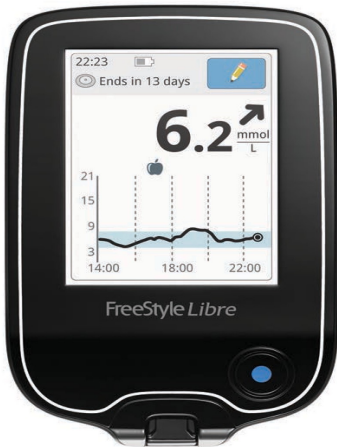 22:23
Ends in 13 days
6.2 mmol
L
21
15
9
3
14:00 18:00 22:00
FreeStyle Libre